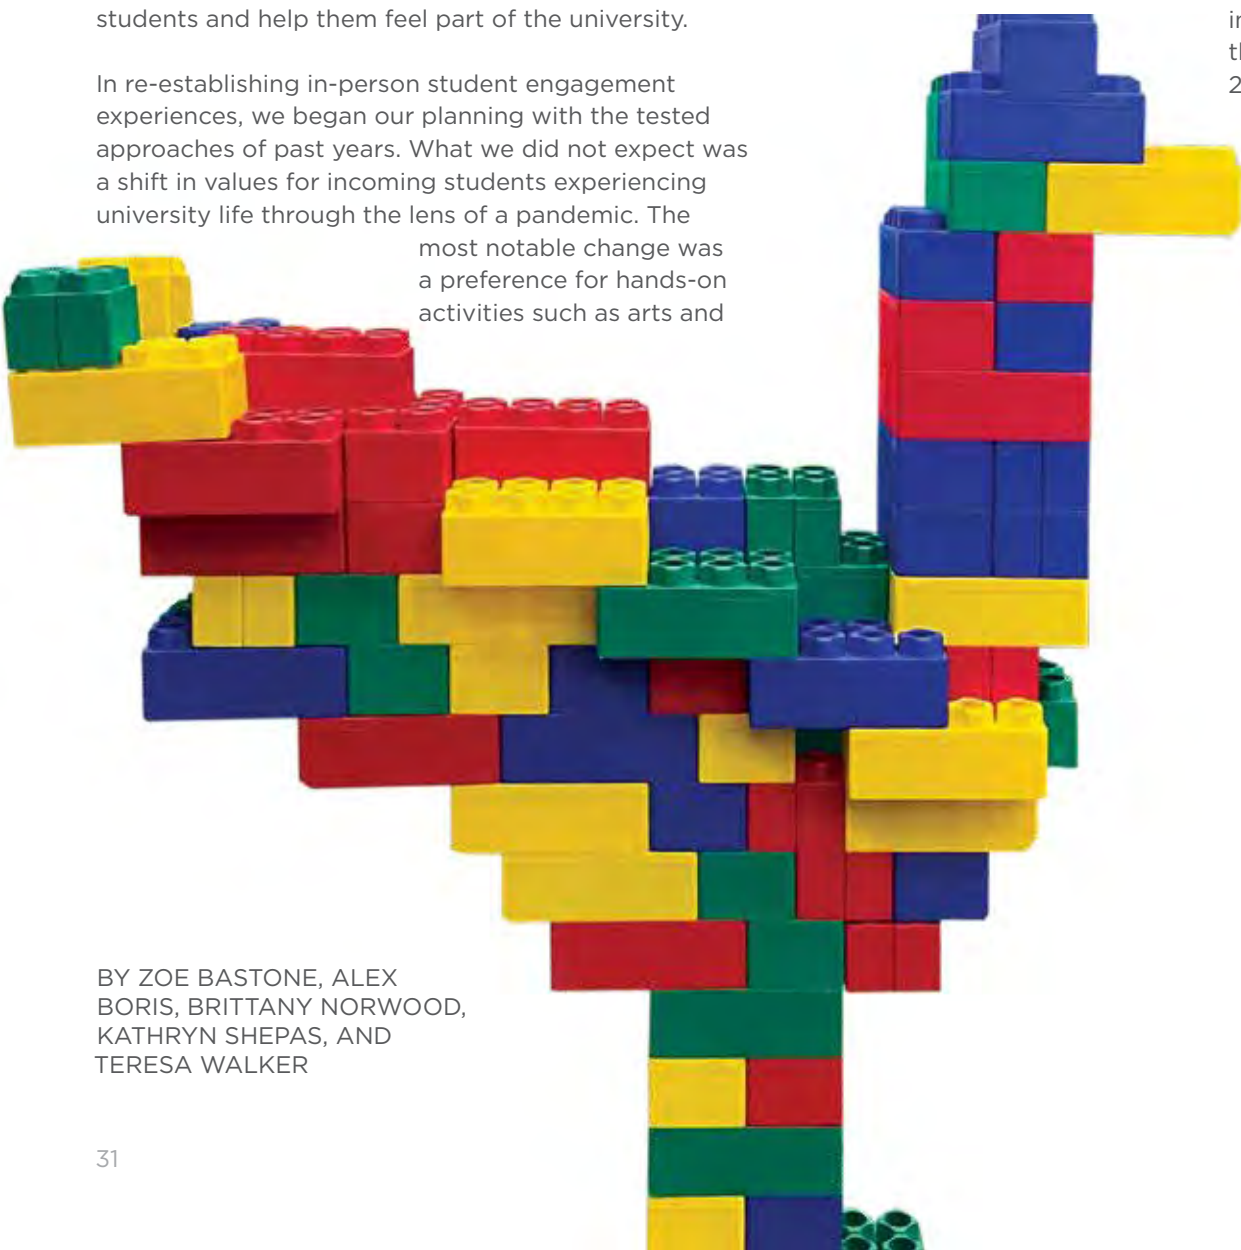 students and help them feel part of the university.
In re-establishing in-person student engagement
experiences, we began our planning with the tested
approaches of past years. What we did not expect was
a shift in values for incoming students experiencing
university life through the lens of a pandemic. The
most notable change was
a preference for hands-on
activities such as arts and
BY ZOE BASTONE, ALEX
BORIS, BRITTANY NORWOOD,
KATHRYN SHEPAS, AND
TERESA WALKER
31